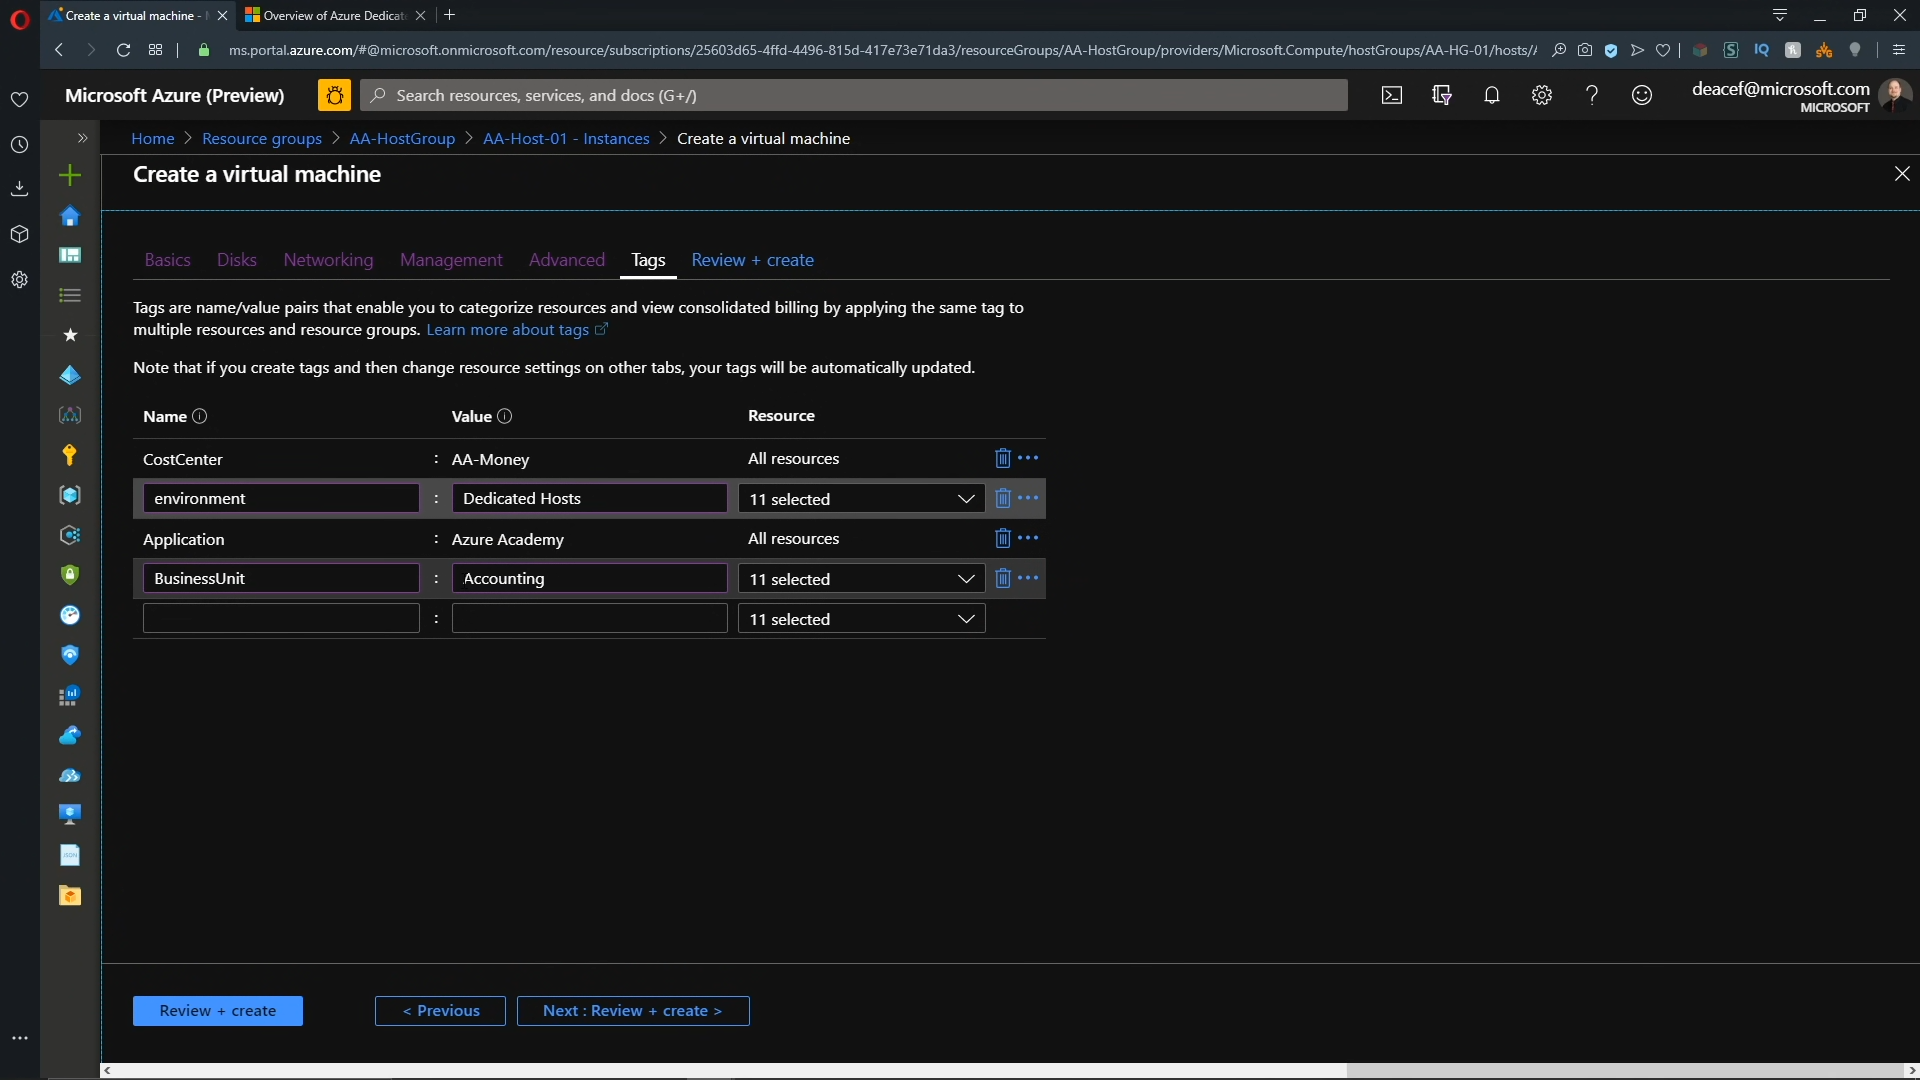 Create a virtual machine -
Overview of Azure Dedicat
ms.portal.azure.com/#@microsoft.onmicrosoft.com/resource/subscriptions/25603d65-4ffd-4496-815d-417e73e71da3/resourceGroups/AA-HostGroup/providers/Microsoft.Compute/hostGroups/AA-HG-01/hosts/
Microsoft Azure (Preview)
Search resources, services, and docs (G+/)
deacef@microsoft.com
MICROSOFT
Home > Resource groups > AA-HostGroup > AA-Host-01 - Instances > Create a virtual machine
Create a virtual machine
Basics Disks Networking Management Advanced Tags Review + create
Tags are name/value pairs that enable you to categorize resources and view consolidated billing by applying the same tag to
multiple resources and resource groups. Learn more about tags
Note that if you create tags and then change resource settings on other tabs, your tags will be automatically updated.
Name Value Resource
CostCenter : AA-Money All resources
environment : Dedicated Hosts 11 selected
Application : Azure Academy All resources
BusinessUnit : Accounting 11 selected
: 11 selected
Review + create < Previous Next : Review + create >